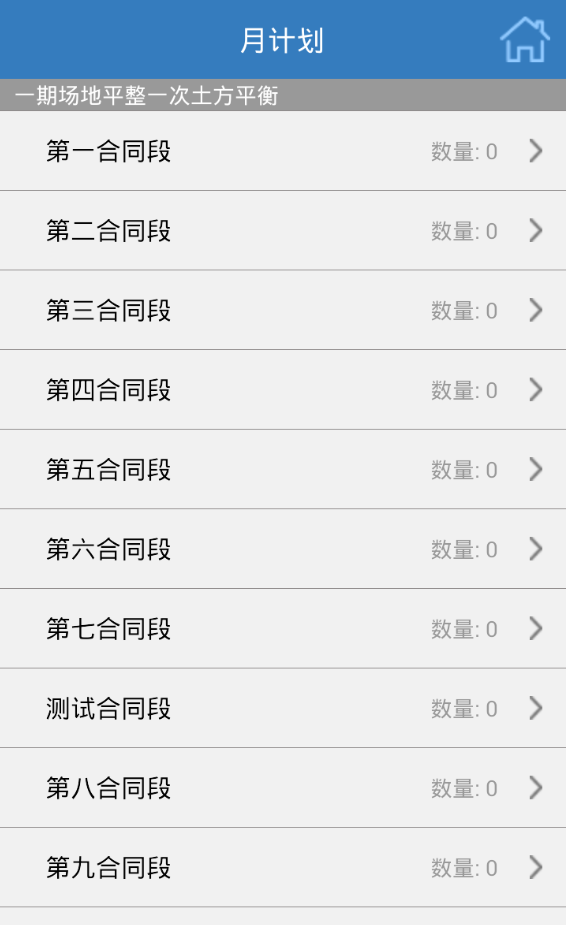 月计划
一期场地平整一次土方平衡
第一合同段 数量: 0
第二合同段 数量: 0
第三合同段 数量: 0
第四合同段 数量: 0
第五合同段 数量: 0
第六合同段 数量: 0
第七合同段 数量: 0
测试合同段 数量: 0
第八合同段 数量: 0
第九合同段 数量: 0